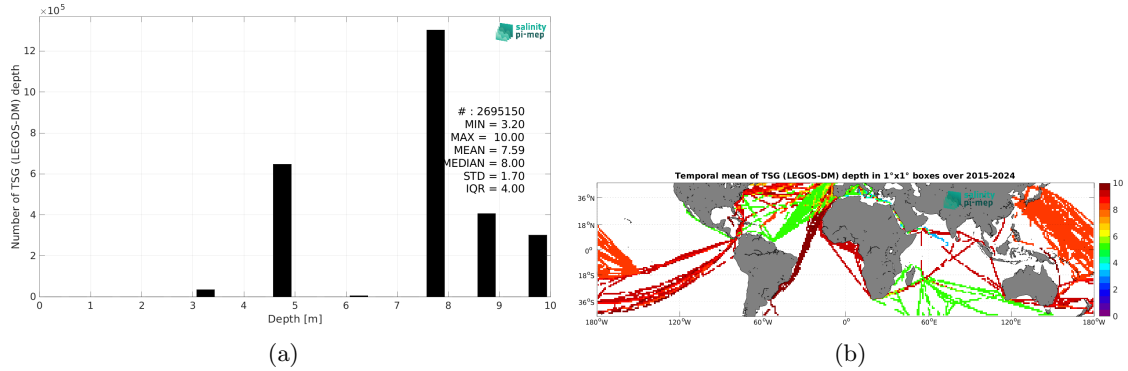 ×10⁵
12
10
8
6
4
2
0
Number of TSG (LEGOS-DM) depth
salinity
pi-mep
# : 2695150
MIN = 3.20
MAX = 10.00
MEAN = 7.59
MEDIAN = 8.00
STD = 1.70
IQR = 4.00
0 1 2 3 4 5 6 7 8 9 10
Depth [m]
(a)
Temporal mean of TSG (LEGOS-DM) depth in 1°x1° boxes over 2015-2024
salinity
pi-mep
36°N
18°N
0°
18°S
36°S
180°W 120°W 60°W 0° 60°E 120°E 180°W
10
8
6
4
2
0
(b)